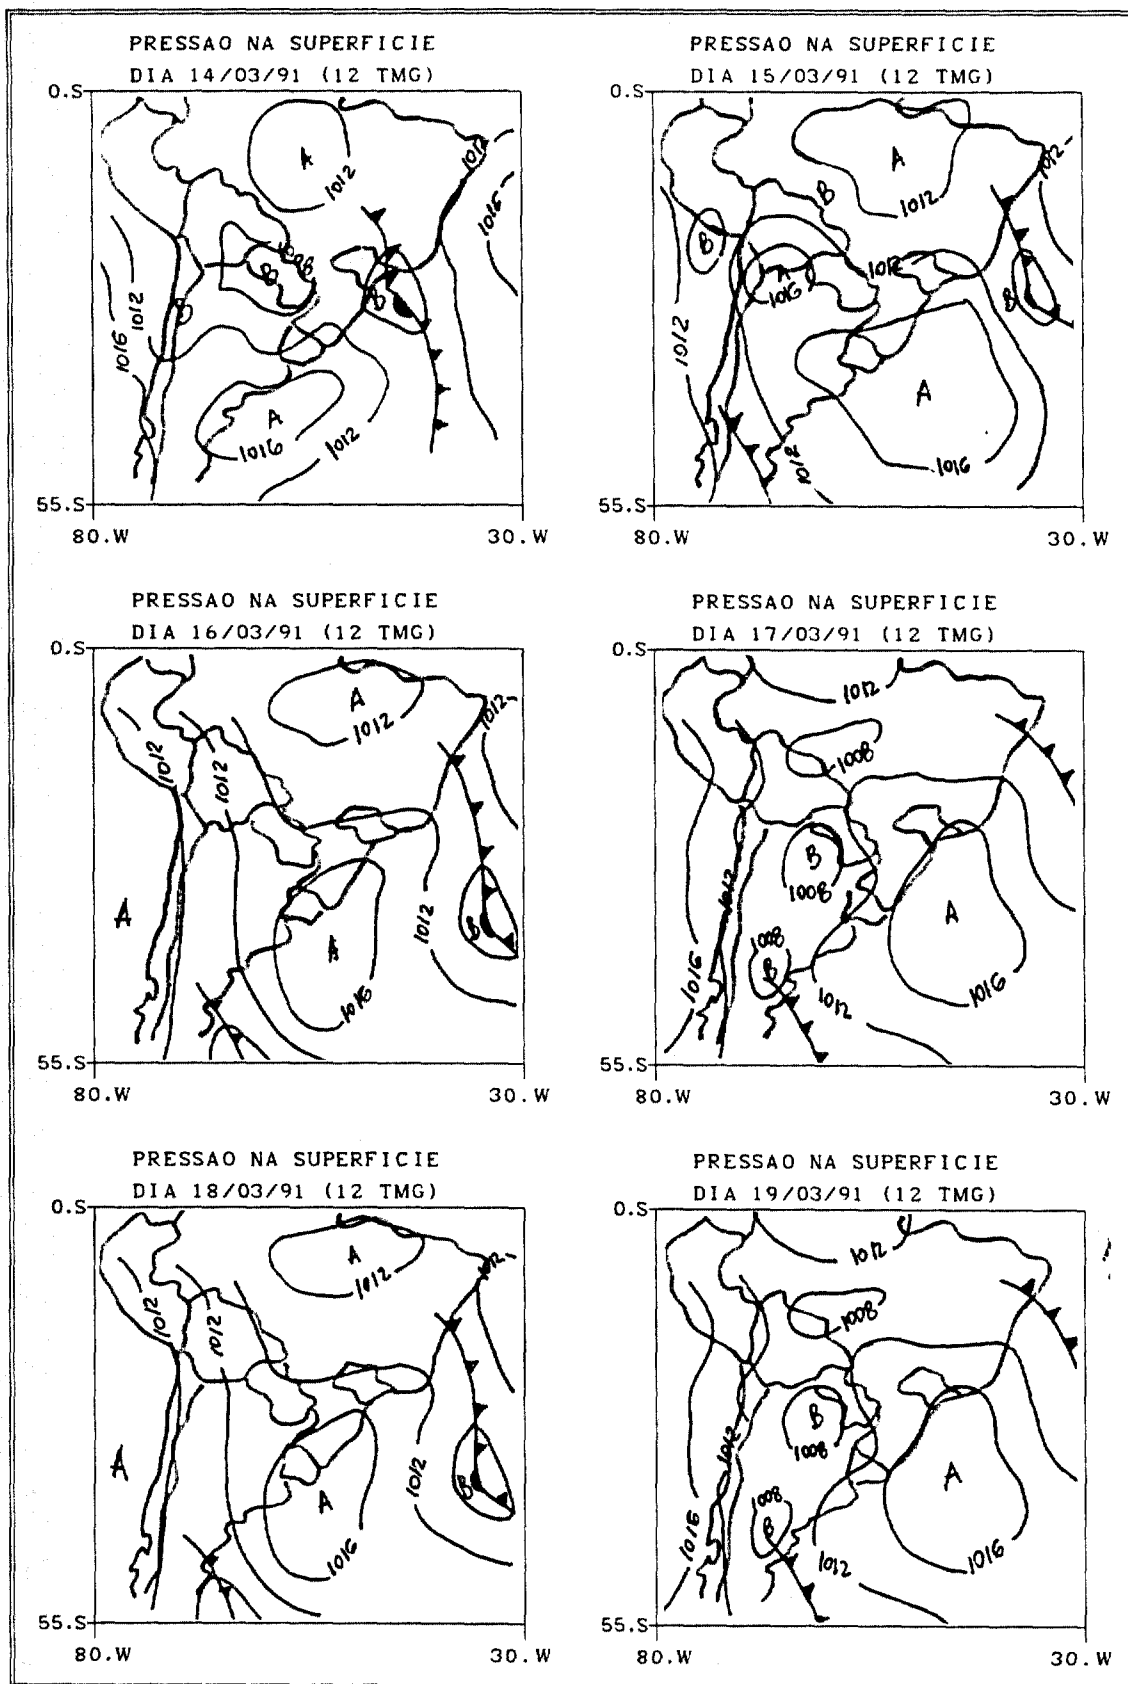 PRESSAO NA SUPERFICIE
DIA 14/03/91 (12 TMG)
0.S
A
1012
1012
1016
1008
B
B
B
1012
1016
A
1016
1012
55.S
80.W
30.W
PRESSAO NA SUPERFICIE
DIA 15/03/91 (12 TMG)
0.S
A
1012
B
1012
B
A
1016
1012
B
1012
A
1016
1012
55.S
80.W
30.W
PRESSAO NA SUPERFICIE
DIA 16/03/91 (12 TMG)
0.S
A
1012
1012
1012
1012
A
A
1016
1012
B
55.S
80.W
30.W
PRESSAO NA SUPERFICIE
DIA 17/03/91 (12 TMG)
0.S
1012
1008
B
1008
1012
A
1008
B
1016
1012
1016
55.S
80.W
30.W
PRESSAO NA SUPERFICIE
DIA 18/03/91 (12 TMG)
0.S
A
1012
1012
1012
1012
A
A
1016
1012
B
55.S
80.W
30.W
PRESSAO NA SUPERFICIE
DIA 19/03/91 (12 TMG)
0.S
1012
1008
B
1008
1012
A
1008
B
1016
1012
1016
55.S
80.W
30.W